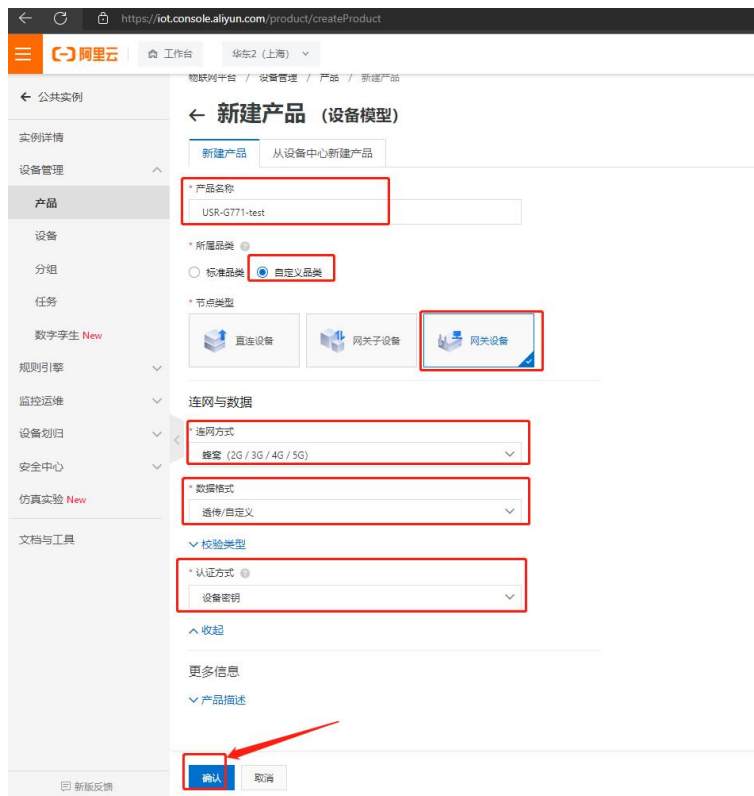 https://iot.console.aliyun.com/product/createProduct
阿里云
工作台
华东2（上海）
物联网平台 / 设备管理 / 产品 / 新建产品
公共实例
新建产品 （设备模型）
实例详情
新建产品
从设备中心新建产品
设备管理
* 产品名称
产品
USR-G771-test
设备
* 所属品类
分组
标准品类
自定义品类
任务
* 节点类型
数字孪生 New
直连设备
网关子设备
网关设备
规则引擎
监控运维
连网与数据
设备划归
* 连网方式
蜂窝（2G / 3G / 4G / 5G）
安全中心
* 数据格式
仿真实验 New
透传/自定义
文档与工具
校验类型
* 认证方式
设备密钥
收起
更多信息
产品描述
确认
取消
新版反馈